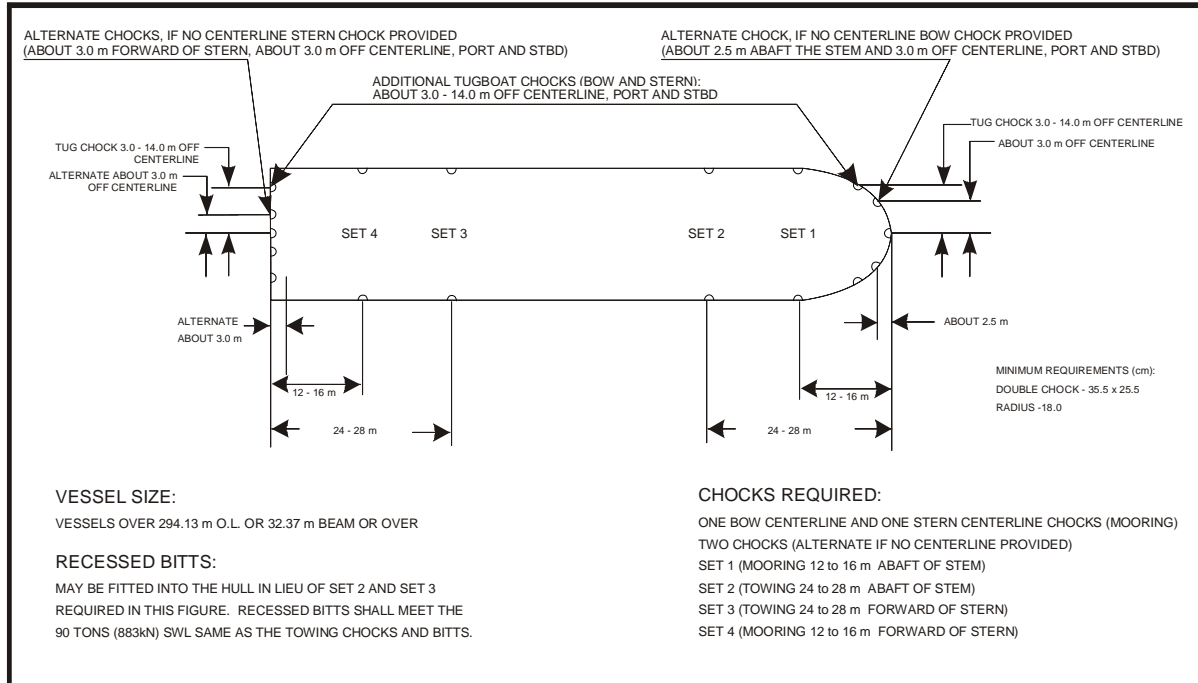 ALTERNATE CHOCKS, IF NO CENTERLINE STERN CHOCK PROVIDED
(ABOUT 3.0 m FORWARD OF STERN, ABOUT 3.0 m OFF CENTERLINE, PORT AND STBD)
ALTERNATE CHOCK, IF NO CENTERLINE BOW CHOCK PROVIDED
(ABOUT 2.5 m ABAFT THE STEM AND 3.0 m OFF CENTERLINE, PORT AND STBD)
ADDITIONAL TUGBOAT CHOCKS (BOW AND STERN):
ABOUT 3.0 - 14.0 m OFF CENTERLINE, PORT AND STBD
TUG CHOCK 3.0 - 14.0 m OFF
CENTERLINE
ALTERNATE ABOUT 3.0 m
OFF CENTERLINE
TUG CHOCK 3.0 - 14.0 m OFF CENTERLINE
ABOUT 3.0 m OFF CENTERLINE
SET 4
SET 3
SET 2
SET 1
ALTERNATE
ABOUT 3.0 m
ABOUT 2.5 m
12 - 16 m
24 - 28 m
12 - 16 m
24 - 28 m
MINIMUM REQUIREMENTS (cm):
DOUBLE CHOCK - 35.5 x 25.5
RADIUS -18.0
VESSEL SIZE:
VESSELS OVER 294.13 m O.L. OR 32.37 m BEAM OR OVER
RECESSED BITTS:
MAY BE FITTED INTO THE HULL IN LIEU OF SET 2 AND SET 3
REQUIRED IN THIS FIGURE. RECESSED BITTS SHALL MEET THE
90 TONS (883kN) SWL SAME AS THE TOWING CHOCKS AND BITTS.
CHOCKS REQUIRED:
ONE BOW CENTERLINE AND ONE STERN CENTERLINE CHOCKS (MOORING)
TWO CHOCKS (ALTERNATE IF NO CENTERLINE PROVIDED)
SET 1 (MOORING 12 to 16 m ABAFT OF STEM)
SET 2 (TOWING 24 to 28 m ABAFT OF STEM)
SET 3 (TOWING 24 to 28 m FORWARD OF STERN)
SET 4 (MOORING 12 to 16 m FORWARD OF STERN)